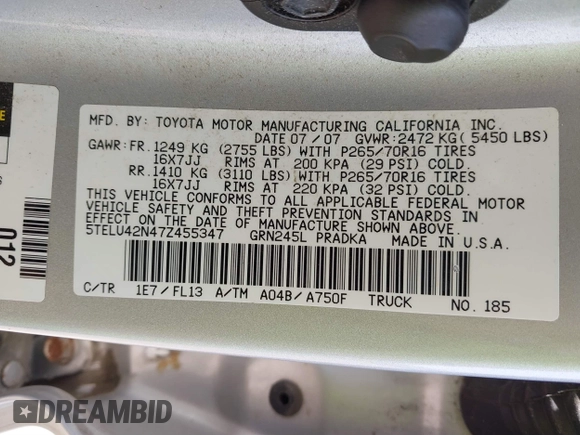 MFD. BY: TOYOTA MOTOR MANUFACTURING CALIFORNIA INC.
DATE 07/07 GVWR:2472 KG( 5450 LBS)
GAWR:FR.1249 KG (2755 LBS) WITH P265/70R16 TIRES
16X7JJ RIMS AT 200 KPA (29 PSI) COLD.
RR.1410 KG (3110 LBS) WITH P265/70R16 TIRES
16X7JJ RIMS AT 220 KPA (32 PSI) COLD.
THIS VEHICLE CONFORMS TO ALL APPLICABLE FEDERAL MOTOR
VEHICLE SAFETY AND THEFT PREVENTION STANDARDS IN
EFFECT ON THE DATE OF MANUFACTURE SHOWN ABOVE.
5TELU42N47Z455347 GRN245L PRADKA MADE IN U.S.A.
C/TR 1E7/FL13 A/TM A04B/A750F TRUCK NO. 185
012
DREAMBID